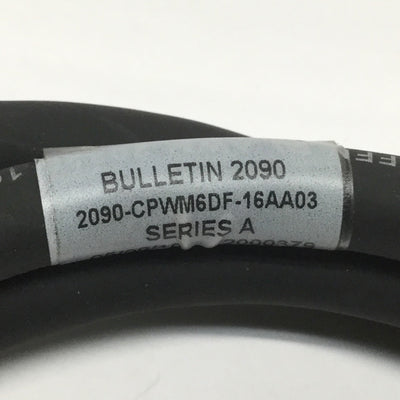 BULLETIN 2090
2090-CPWM6DF-16AA03
SERIES A